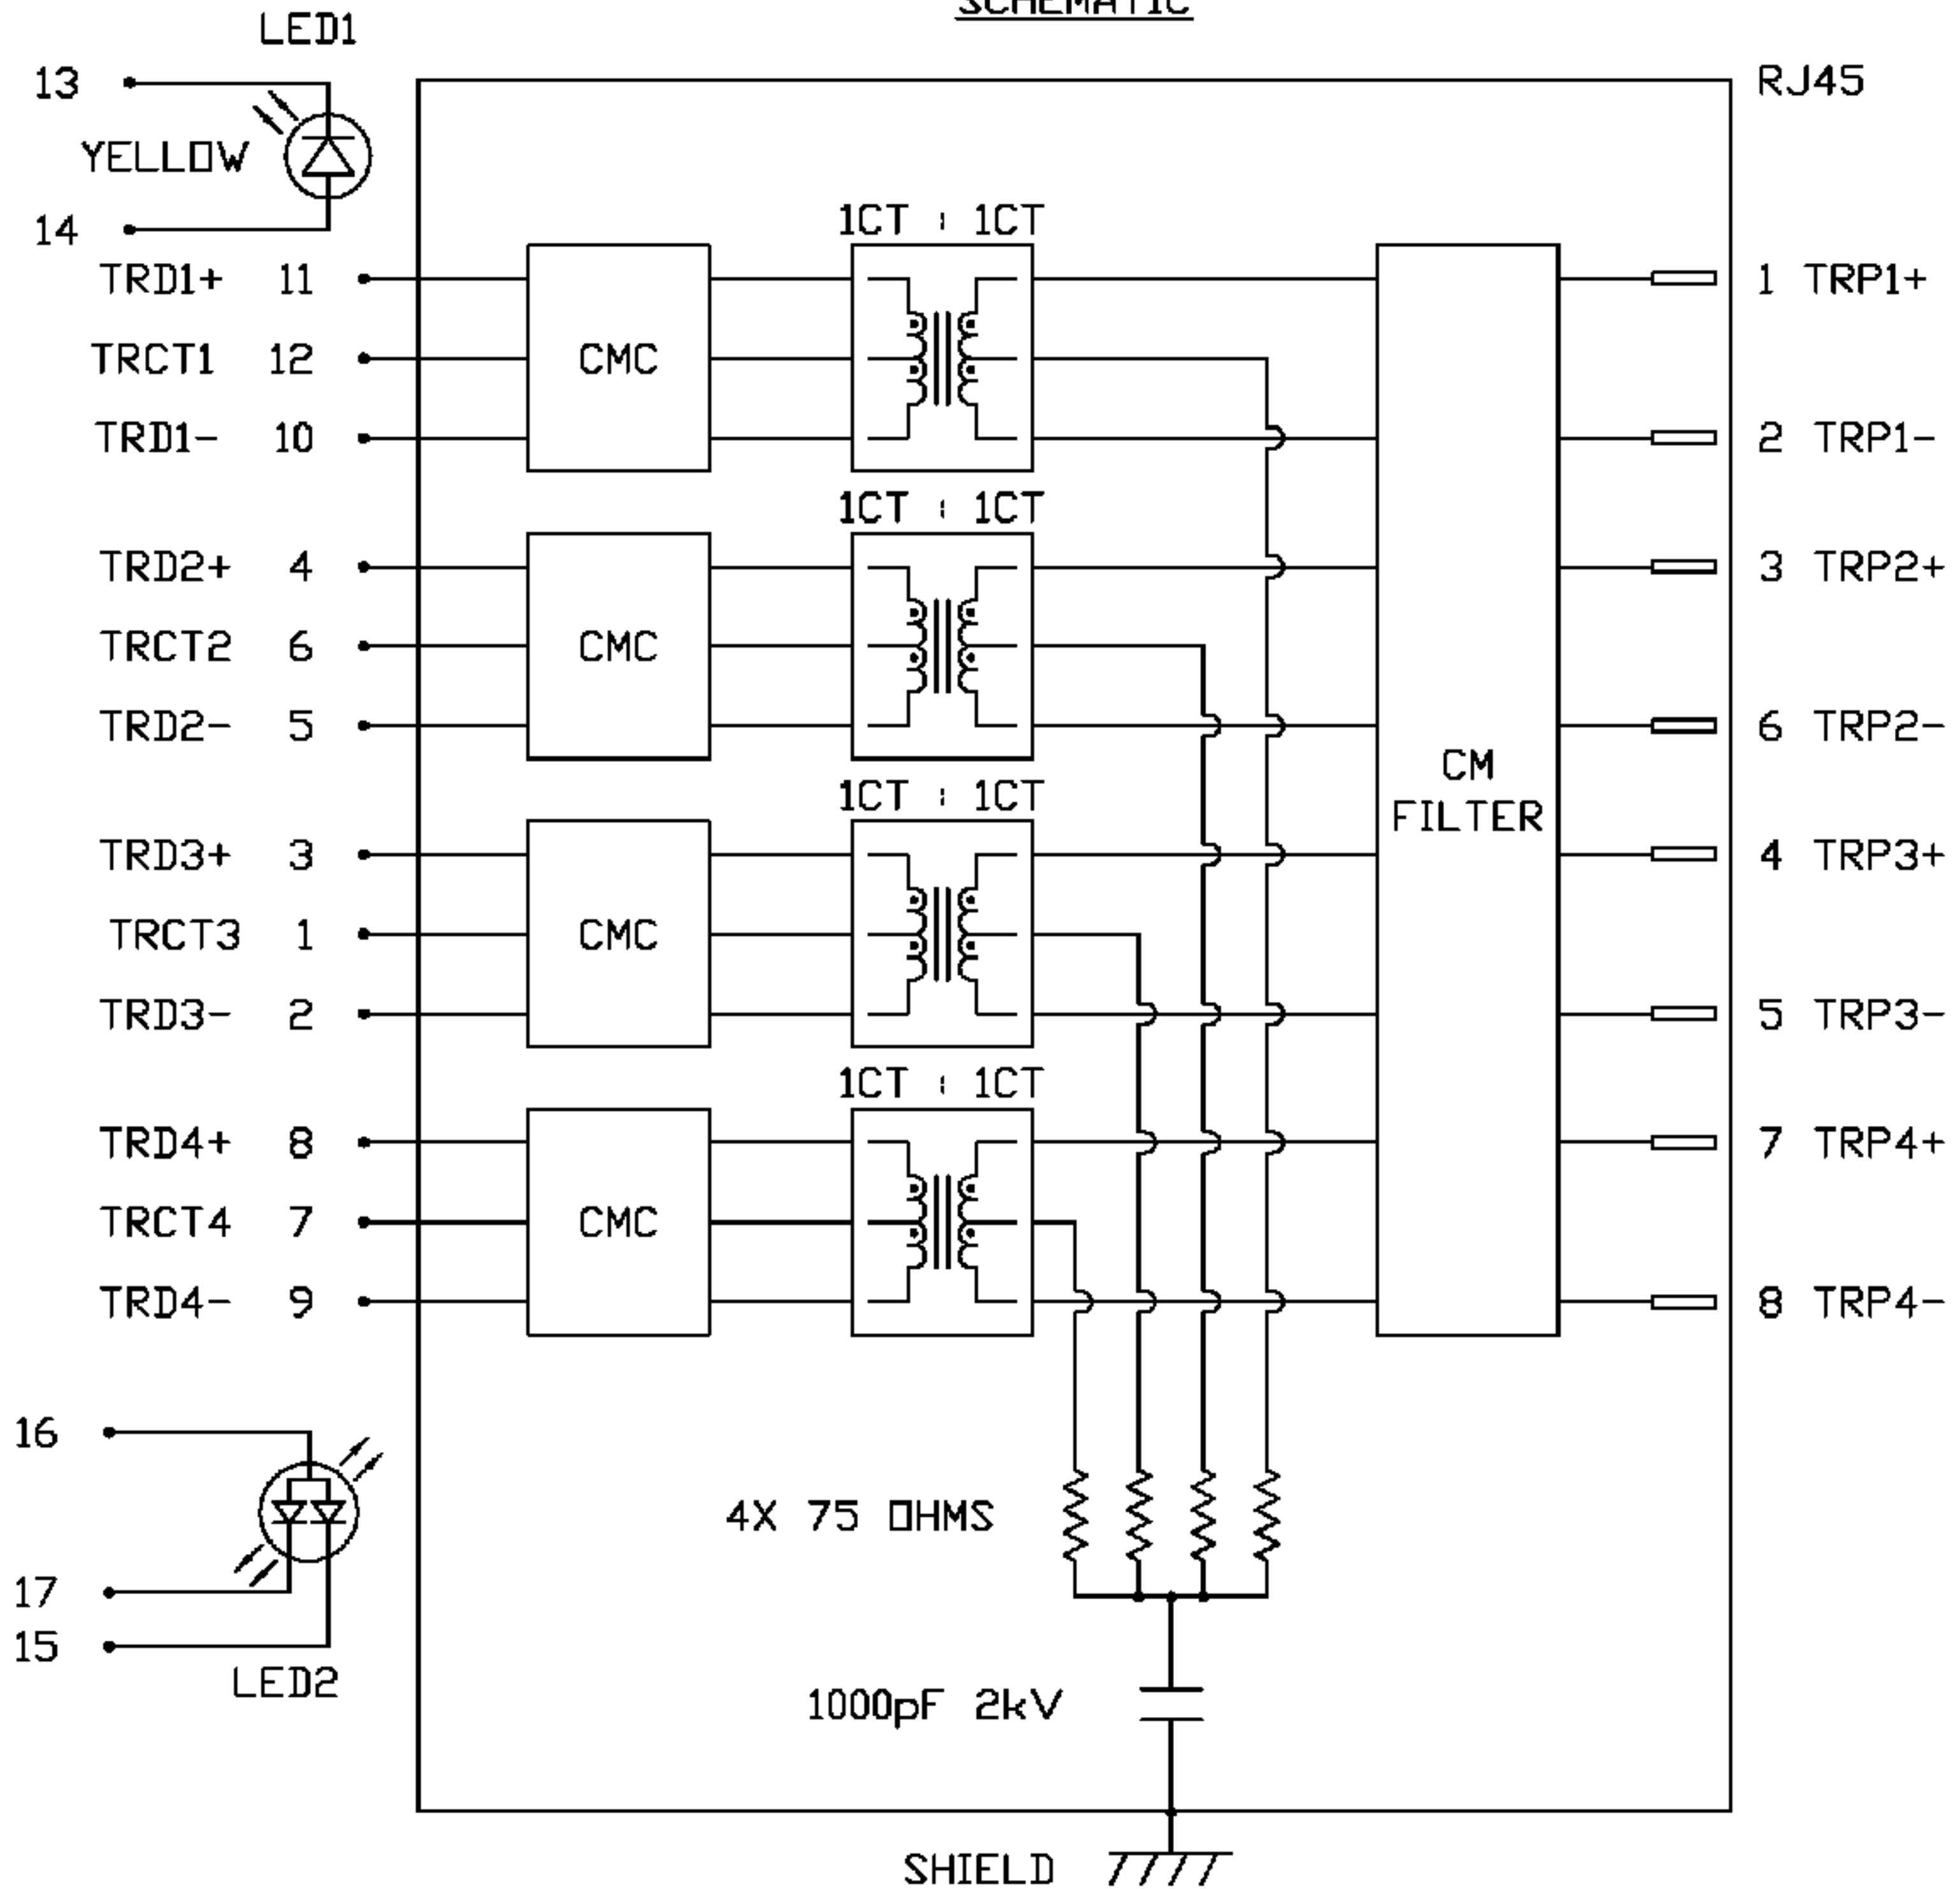 SCHEMATIC
LED1
13
YELLOW
14
RJ45
1CT : 1CT
TRD1+ 11
TRCT1 12
TRD1- 10
CMC
1 TRP1+
2 TRP1-
1CT : 1CT
TRD2+ 4
TRCT2 6
TRD2- 5
CMC
3 TRP2+
6 TRP2-
CM
FILTER
1CT : 1CT
TRD3+ 3
TRCT3 1
TRD3- 2
CMC
4 TRP3+
5 TRP3-
1CT : 1CT
TRD4+ 8
TRCT4 7
TRD4- 9
CMC
7 TRP4+
8 TRP4-
16
17
15
LED2
4X 75 OHMS
1000pF 2kV
SHIELD